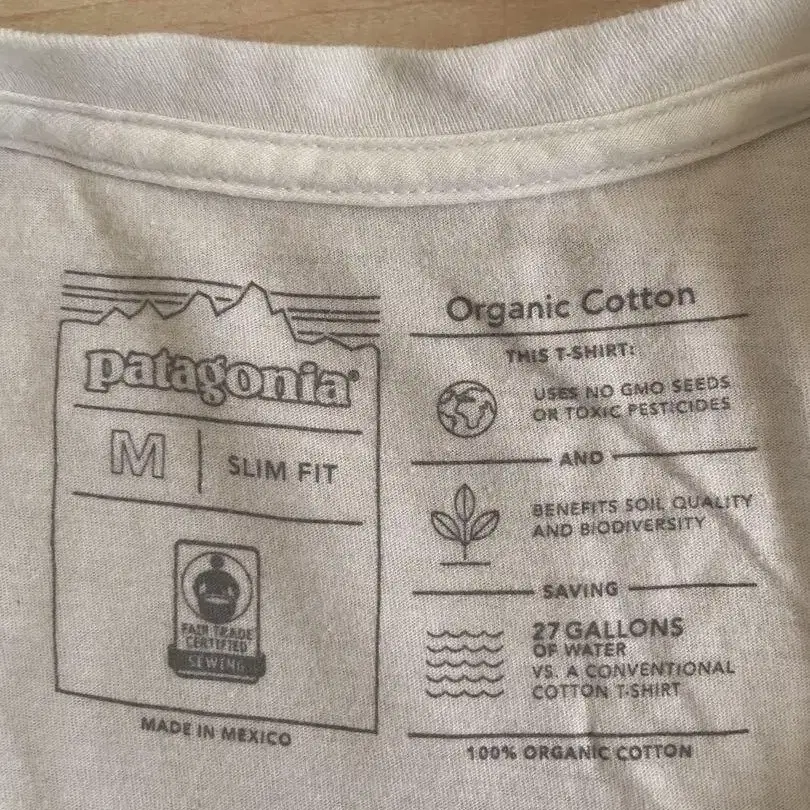 patagonia®
M | SLIM FIT
FAIR TRADE
CERTIFIED
SEWING
MADE IN MEXICO
Organic Cotton
THIS T-SHIRT:
USES NO GMO SEEDS
OR TOXIC PESTICIDES
AND
BENEFITS SOIL QUALITY
AND BIODIVERSITY
SAVING
27 GALLONS
OF WATER
VS. A CONVENTIONAL
COTTON T-SHIRT
100% ORGANIC COTTON